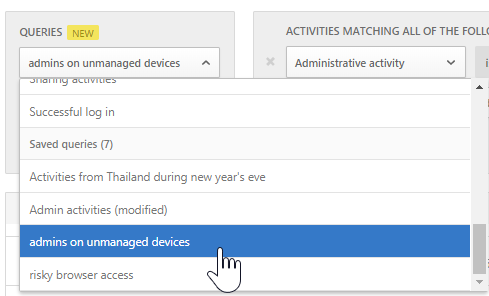 QUERIES NEW
ACTIVITIES MATCHING ALL OF THE FOLLO
admins on unmanaged devices
Administrative activity
Sharing activities
Successful log in
Saved queries (7)
Activities from Thailand during new year's eve
Admin activities (modified)
admins on unmanaged devices
risky browser access